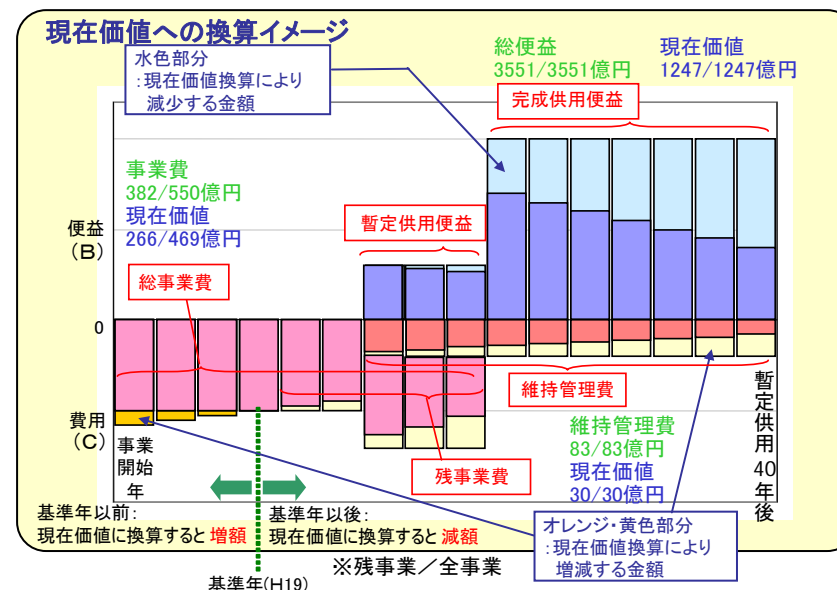 現在価値への換算イメージ
水色部分
:現在価値換算により
減少する金額
総便益
3551/3551億円
現在価値
1247/1247億円
完成供用便益
事業費
382/550億円
現在価値
266/469億円
便益
(B)
暫定供用便益
総事業費
0
維持管理費
費用
(C)
事業
開始
年
残事業費
維持管理費
83/83億円
現在価値
30/30億円
暫定供用40年後
基準年以前:
現在価値に換算すると 増額
基準年以後:
現在価値に換算すると 減額
オレンジ・黄色部分
:現在価値換算により
増減する金額
※残事業/全事業
基準年(H19)